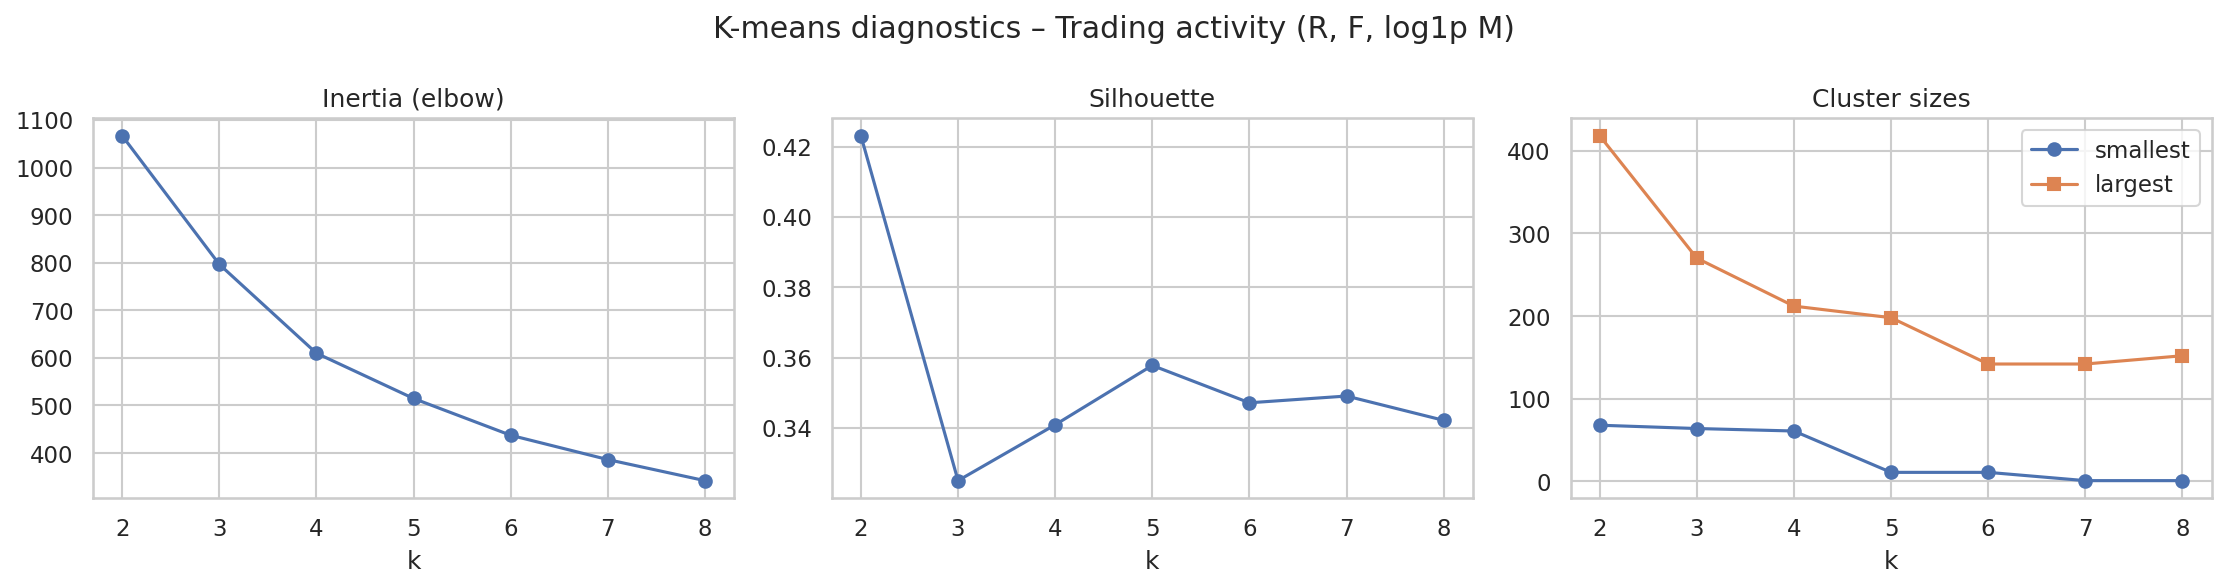 K-means diagnostics – Trading activity (R, F, log1p M)
Inertia (elbow)
1100
1000
900
800
700
600
500
400
2 3 4 5 6 7 8
k
Silhouette
0.42
0.40
0.38
0.36
0.34
2 3 4 5 6 7 8
k
Cluster sizes
400
300
200
100
0
smallest
largest
2 3 4 5 6 7 8
k